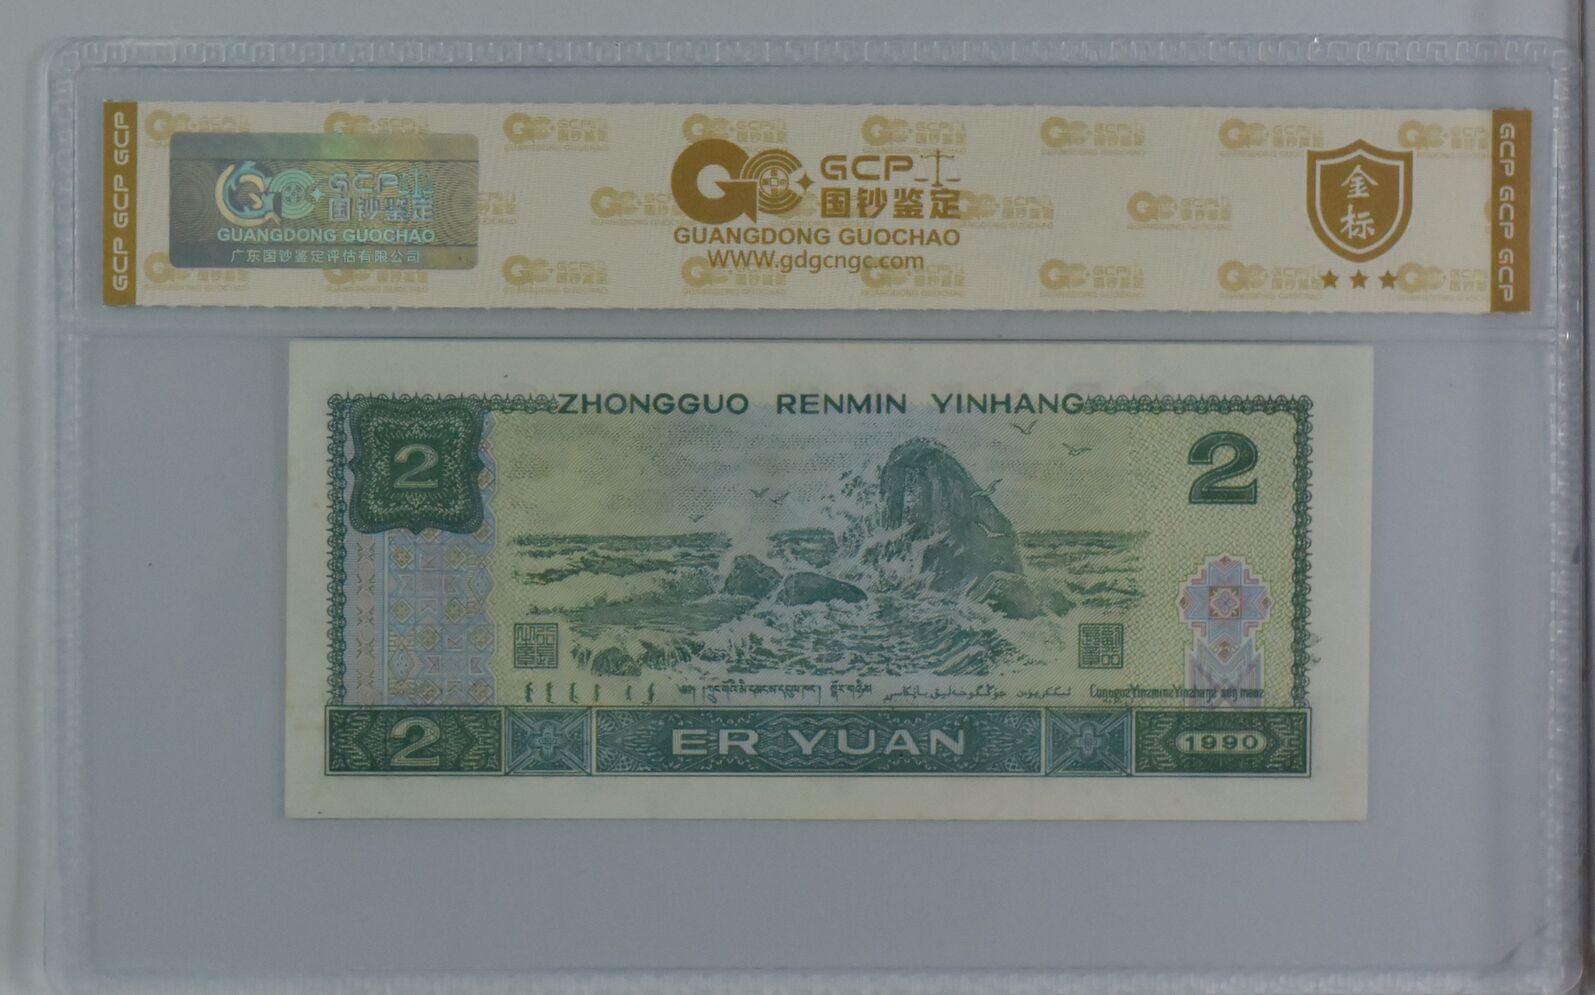 GCP GCP GCP
GCP 国钞鉴定
GUANGDONG GUOCHAO
广东国钞鉴定评估有限公司
GCP
国钞鉴定
GUANGDONG GUOCHAO
WWW.gdgcngc.com
金标
GCP GCP GCP
ZHONGGUO RENMIN YINHANG
2
2
2
ER YUAN
1990